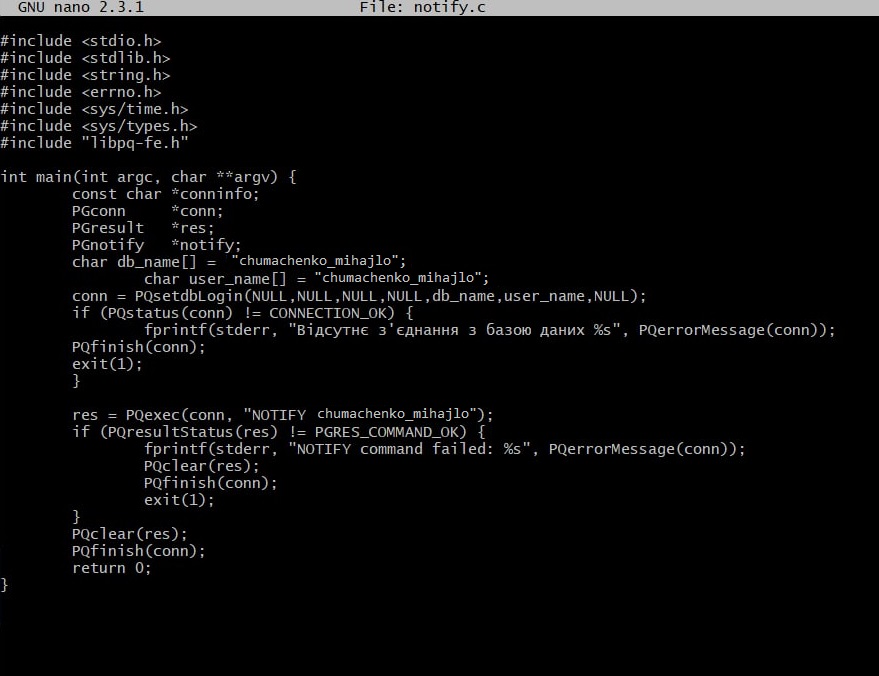 GNU nano 2.3.1 File: notify.c
#include <stdio.h>
#include <stdlib.h>
#include <string.h>
#include <errno.h>
#include <sys/time.h>
#include <sys/types.h>
#include "libpq-fe.h"
int main(int argc, char **argv) {
const char *conninfo;
PGconn *conn;
PGresult *res;
PGnotify *notify;
char db_name[] = "chumachenko_mihajlo";
char user_name[] = "chumachenko_mihajlo";
conn = PQsetdbLogin(NULL,NULL,NULL,NULL,db_name,user_name,NULL);
if (PQstatus(conn) != CONNECTION_OK) {
fprintf(stderr, "Відсутнє з'єднання з базою даних %s", PQerrorMessage(conn));
PQfinish(conn);
exit(1);
}
res = PQexec(conn, "NOTIFY chumachenko_mihajlo");
if (PQresultStatus(res) != PGRES_COMMAND_OK) {
fprintf(stderr, "NOTIFY command failed: %s", PQerrorMessage(conn));
PQclear(res);
PQfinish(conn);
exit(1);
}
PQclear(res);
PQfinish(conn);
return 0;
}